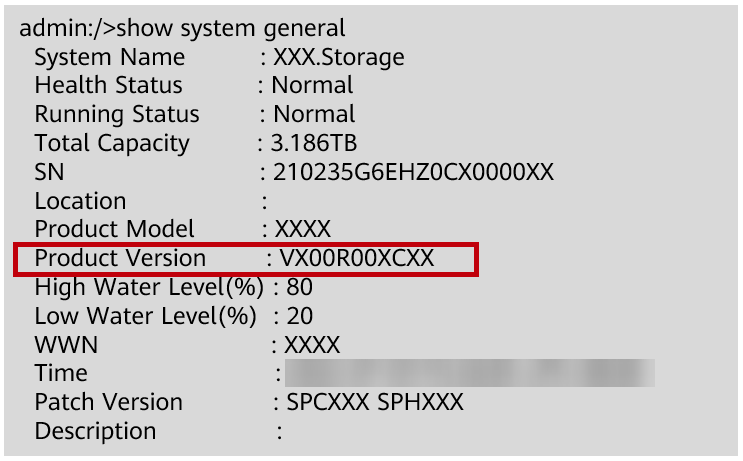 admin:/>show system general
System Name : XXX.Storage
Health Status : Normal
Running Status : Normal
Total Capacity : 3.186TB
SN : 210235G6EHZ0CX0000XX
Location :
Product Model : XXXX
Product Version : VX00R00XCXX
High Water Level(%) : 80
Low Water Level(%) : 20
WWN : XXXX
Time :
Patch Version : SPCXXX SPHXXX
Description :